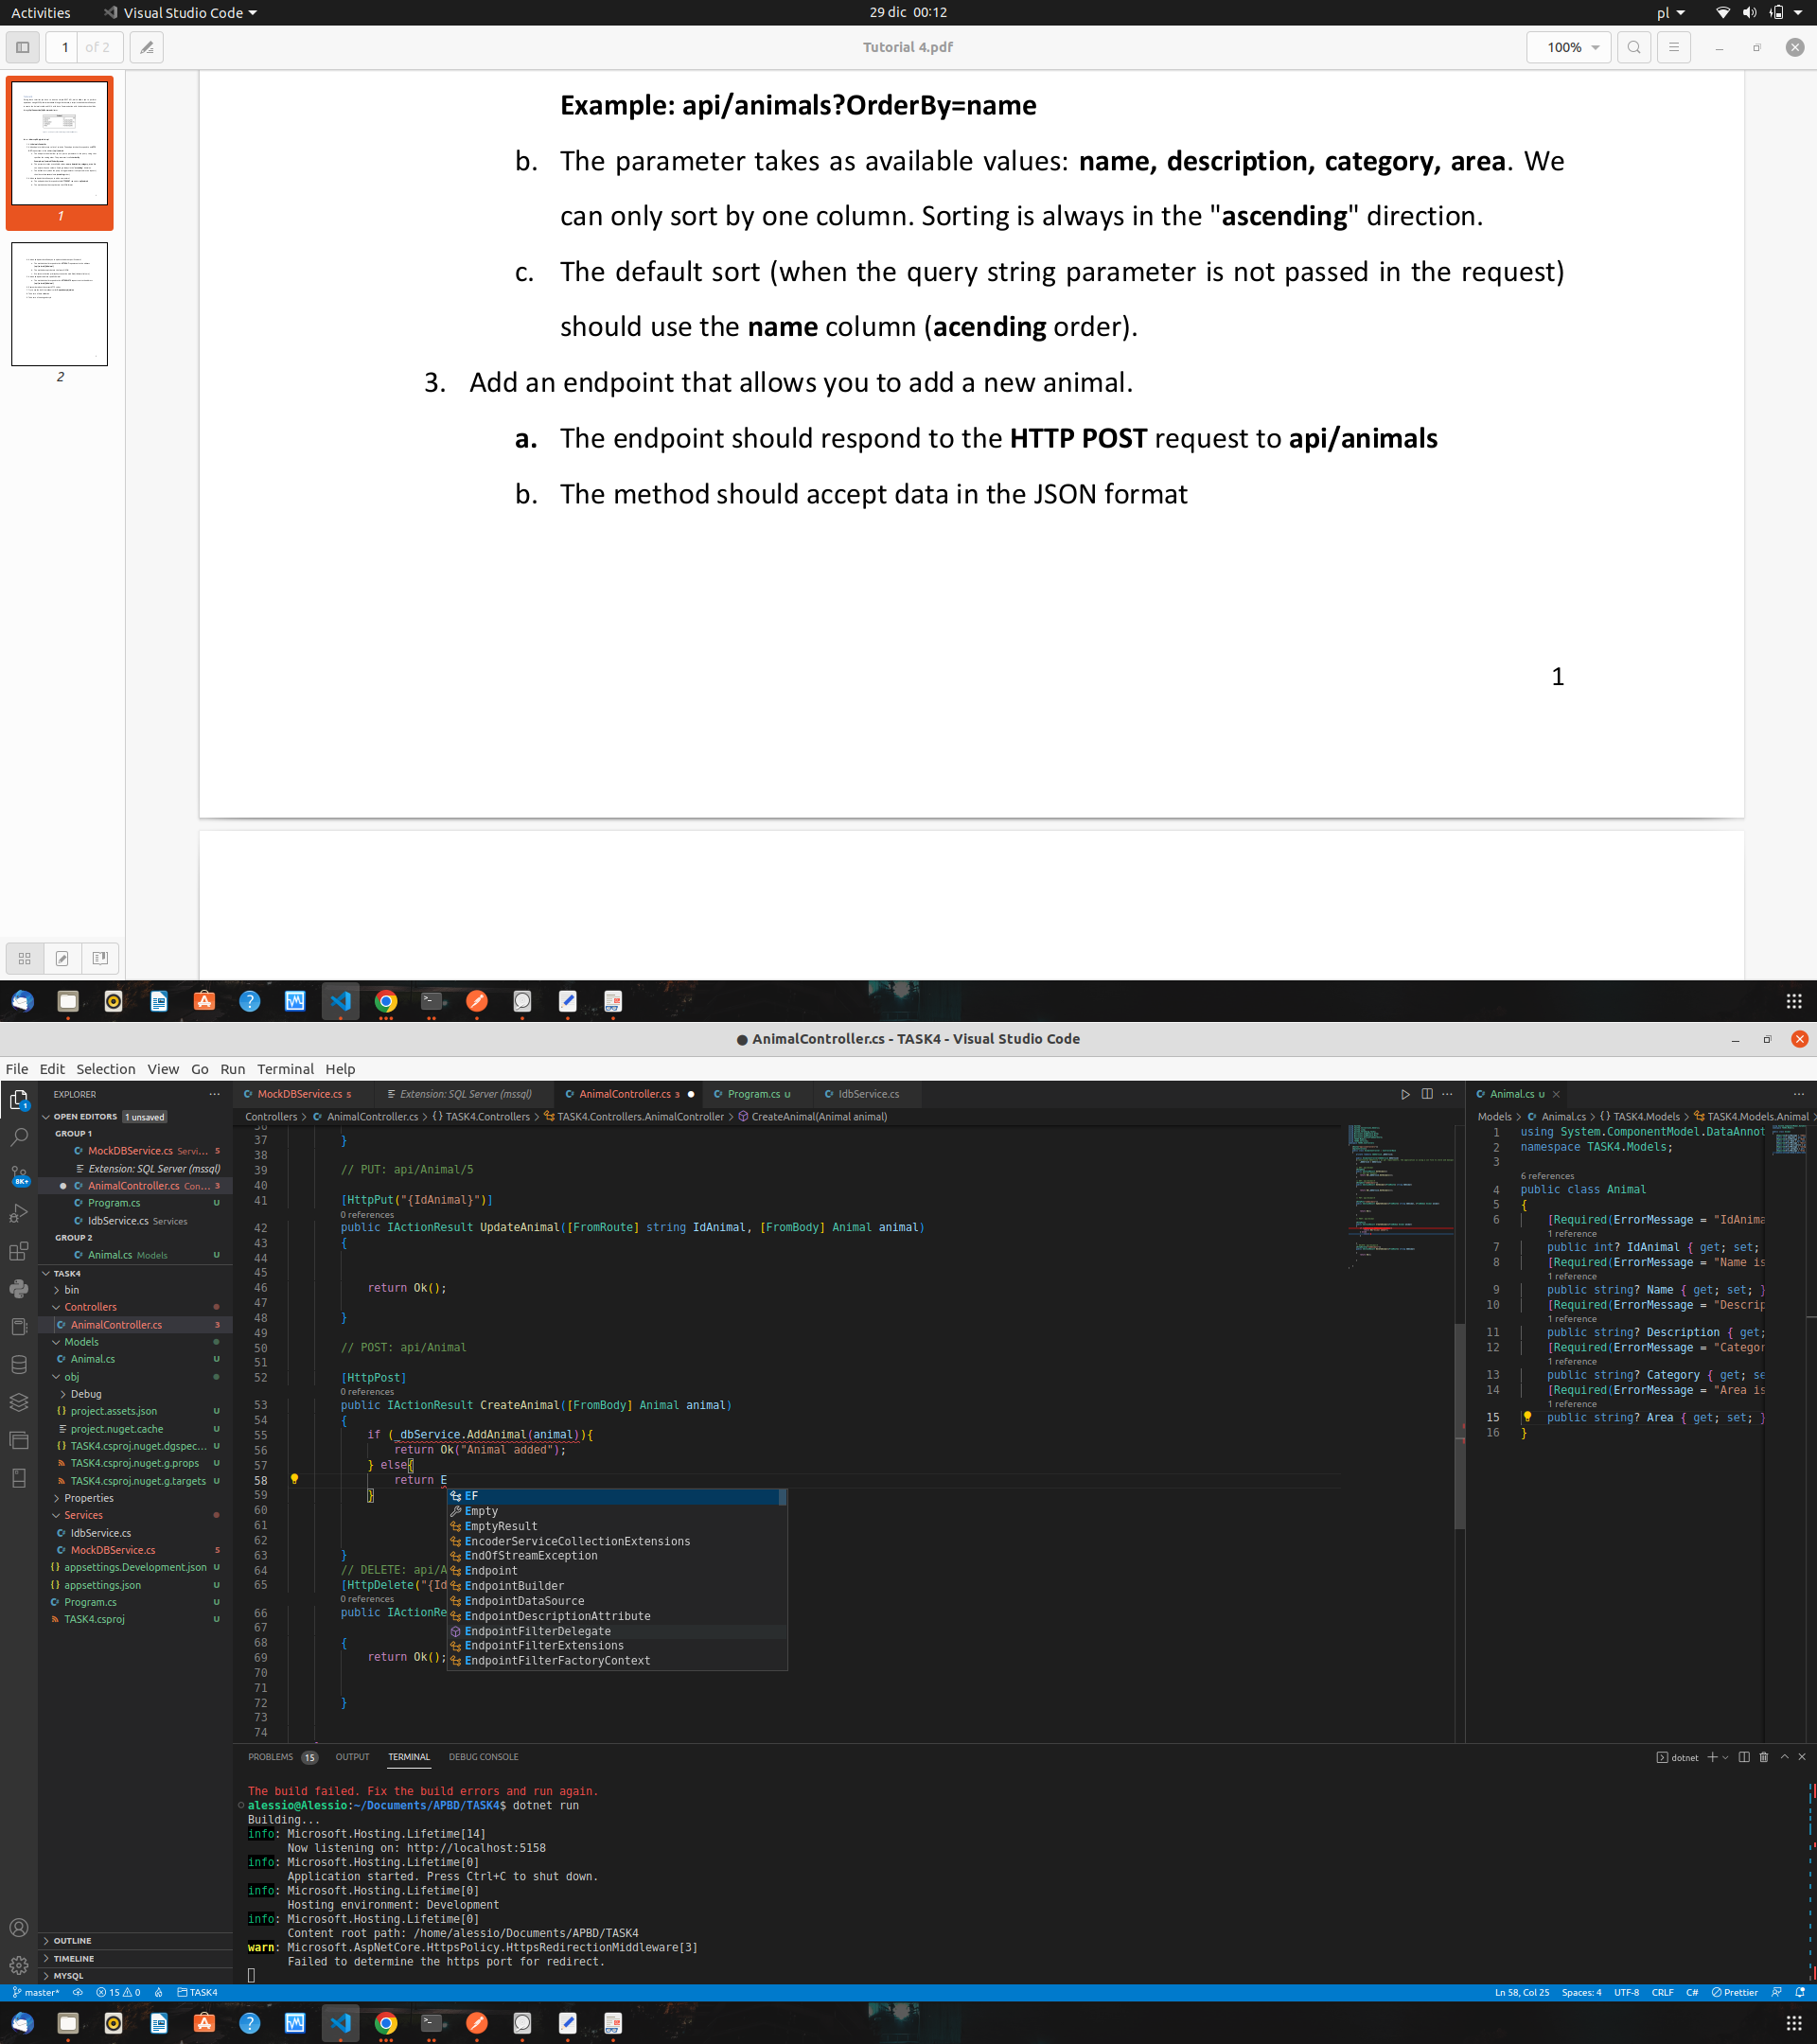 Activities Visual Studio Code 29 dic 00:12 pl
1 of 2 Tutorial 4.pdf 100%
Example: api/animals?OrderBy=name
b. The parameter takes as available values: name, description, category, area. We
can only sort by one column. Sorting is always in the "ascending" direction.
c. The default sort (when the query string parameter is not passed in the request)
should use the name column (acending order).
3. Add an endpoint that allows you to add a new animal.
a. The endpoint should respond to the HTTP POST request to api/animals
b. The method should accept data in the JSON format
1
1
2
● AnimalController.cs - TASK4 - Visual Studio Code
File Edit Selection View Go Run Terminal Help
EXPLORER
OPEN EDITORS 1 unsaved
GROUP 1
MockDBService.cs Servi... 5
Extension: SQL Server (mssql)
● AnimalController.cs Con... 3
Program.cs U
IdbService.cs Services
GROUP 2
Animal.cs Models U
TASK4
bin
Controllers
AnimalController.cs 3
Models
Animal.cs U
obj
Debug
project.assets.json U
project.nuget.cache U
TASK4.csproj.nuget.dgspec... U
TASK4.csproj.nuget.g.props U
TASK4.csproj.nuget.g.targets U
Properties
Services
IdbService.cs
MockDBService.cs 5
appsettings.Development.json U
appsettings.json U
Program.cs U
TASK4.csproj U
OUTLINE
TIMELINE
MYSQL
1
8K+
MockDBService.cs 5 Extension: SQL Server (mssql) AnimalController.cs 3 ● Program.cs U IdbService.cs
Controllers > AnimalController.cs > {} TASK4.Controllers > TASK4.Controllers.AnimalController > CreateAnimal(Animal animal)
36
37 }
38
39 // PUT: api/Animal/5
40
41 [HttpPut("{IdAnimal}")]
0 references
42 public IActionResult UpdateAnimal([FromRoute] string IdAnimal, [FromBody] Animal animal)
43 {
44
45
46 return Ok();
47
48 }
49
50 // POST: api/Animal
51
52 [HttpPost]
0 references
53 public IActionResult CreateAnimal([FromBody] Animal animal)
54 {
55 if (_dbService.AddAnimal(animal)){
56 return Ok("Animal added");
57 } else{
58 return E
59 }
60
61
62
63 }
64 // DELETE: api/A
65 [HttpDelete("{Id
0 references
66 public IActionRe
67
68 {
69 return Ok();
70
71
72 }
73
74
EF
Empty
EmptyResult
EncoderServiceCollectionExtensions
EndOfStreamException
Endpoint
EndpointBuilder
EndpointDataSource
EndpointDescriptionAttribute
EndpointFilterDelegate
EndpointFilterExtensions
EndpointFilterFactoryContext
Animal.cs U
Models > Animal.cs > {} TASK4.Models > TASK4.Models.Animal
1 using System.ComponentModel.DataAnnot
2 namespace TASK4.Models;
3
6 references
4 public class Animal
5 {
6 [Required(ErrorMessage = "IdAnima
1 reference
7 public int? IdAnimal { get; set;
8 [Required(ErrorMessage = "Name is
1 reference
9 public string? Name { get; set; }
10 [Required(ErrorMessage = "Descrip
1 reference
11 public string? Description { get;
12 [Required(ErrorMessage = "Categor
1 reference
13 public string? Category { get; se
14 [Required(ErrorMessage = "Area is
1 reference
15 public string? Area { get; set; }
16 }
PROBLEMS 15 OUTPUT TERMINAL DEBUG CONSOLE dotnet
The build failed. Fix the build errors and run again.
alessio@Alessio:~/Documents/APBD/TASK4$ dotnet run
Building...
info: Microsoft.Hosting.Lifetime[14]
Now listening on: http://localhost:5158
info: Microsoft.Hosting.Lifetime[0]
Application started. Press Ctrl+C to shut down.
info: Microsoft.Hosting.Lifetime[0]
Hosting environment: Development
info: Microsoft.Hosting.Lifetime[0]
Content root path: /home/alessio/Documents/APBD/TASK4
warn: Microsoft.AspNetCore.HttpsPolicy.HttpsRedirectionMiddleware[3]
Failed to determine the https port for redirect.
master* 15 0 TASK4 Ln 58, Col 25 Spaces: 4 UTF-8 CRLF C# Prettier